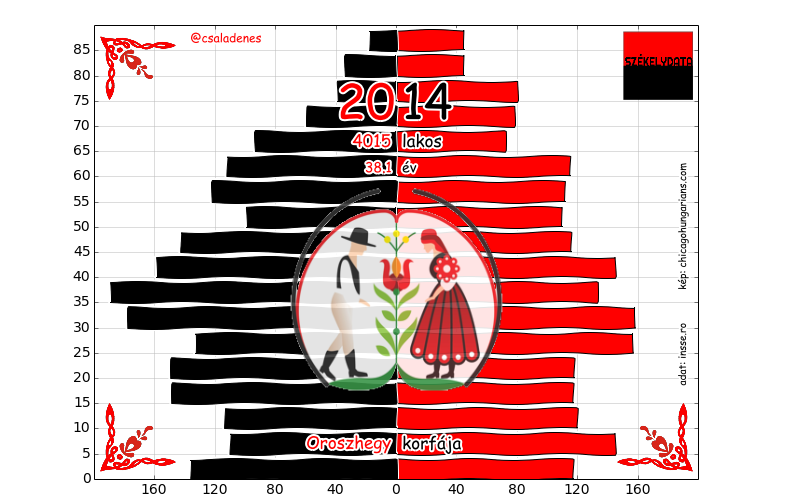 @csaladenes
SZÉKELYDATA
2014
4015 lakos
38.1 év
kép: chicagohungarians.com
adat: insse.ro
Oroszhegy korfája
85
80
75
70
65
60
55
50
45
40
35
30
25
20
15
10
5
0
160 120 80 40 0 40 80 120 160